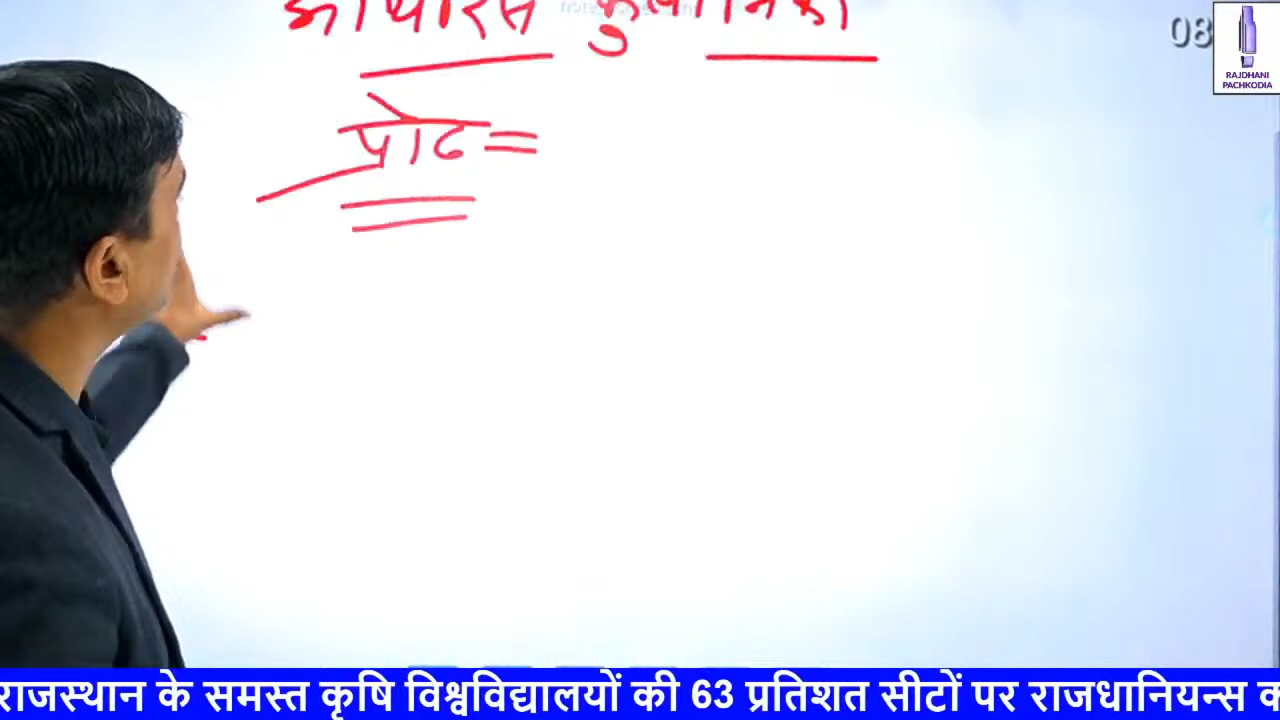 08
RAJDHANI
PACHKODIA
प्रोट =
राजस्थान के समस्त कृषि विश्वविद्यालयों की 63 प्रतिशत सीटों पर राजधानियन्स क